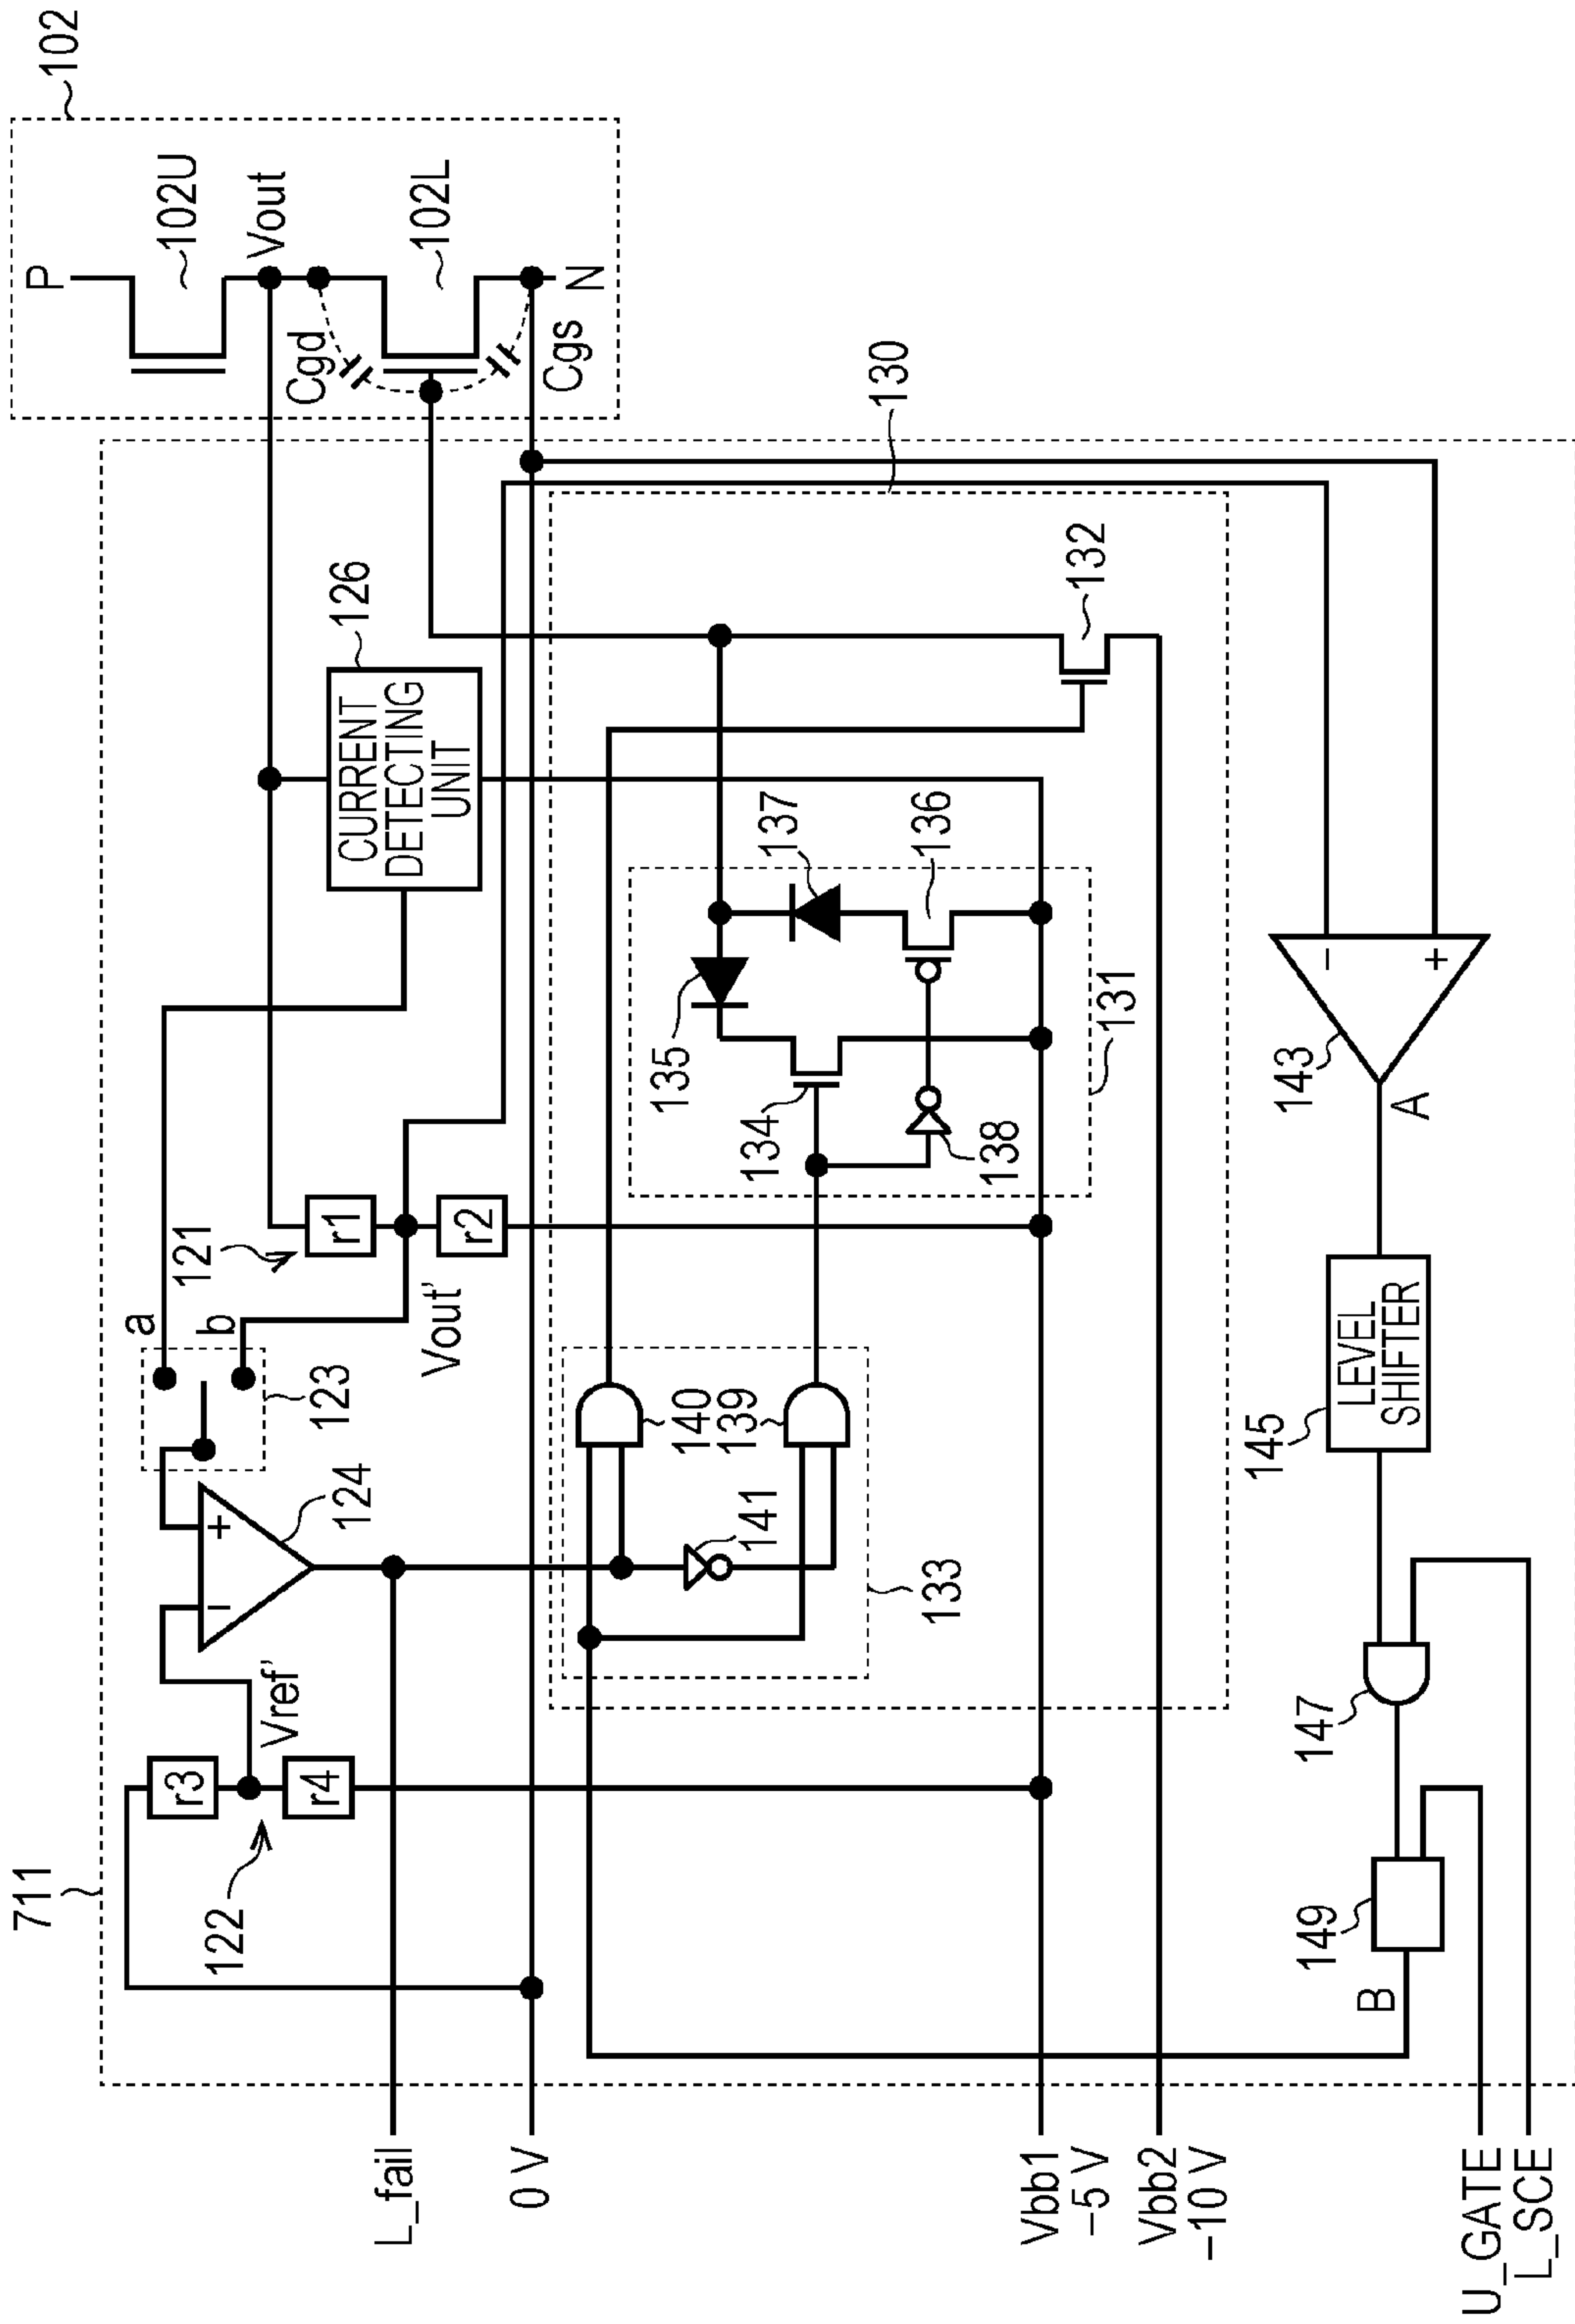 711
122
r3
Vref'
r4
124
−
+
123
a
b
121
r1
Vout'
r2
CURRENT
DETECTING
UNIT
126
102
P
102U
Vout
Cgd
102L
Cgs
N
L_fail
0 V
133
141
140
139
134
135
138
137
136
131
132
130
Vbb1
−5 V
Vbb2
−10 V
B
149
147
145
LEVEL
SHIFTER
A
143
−
+
U_GATE
L_SCE